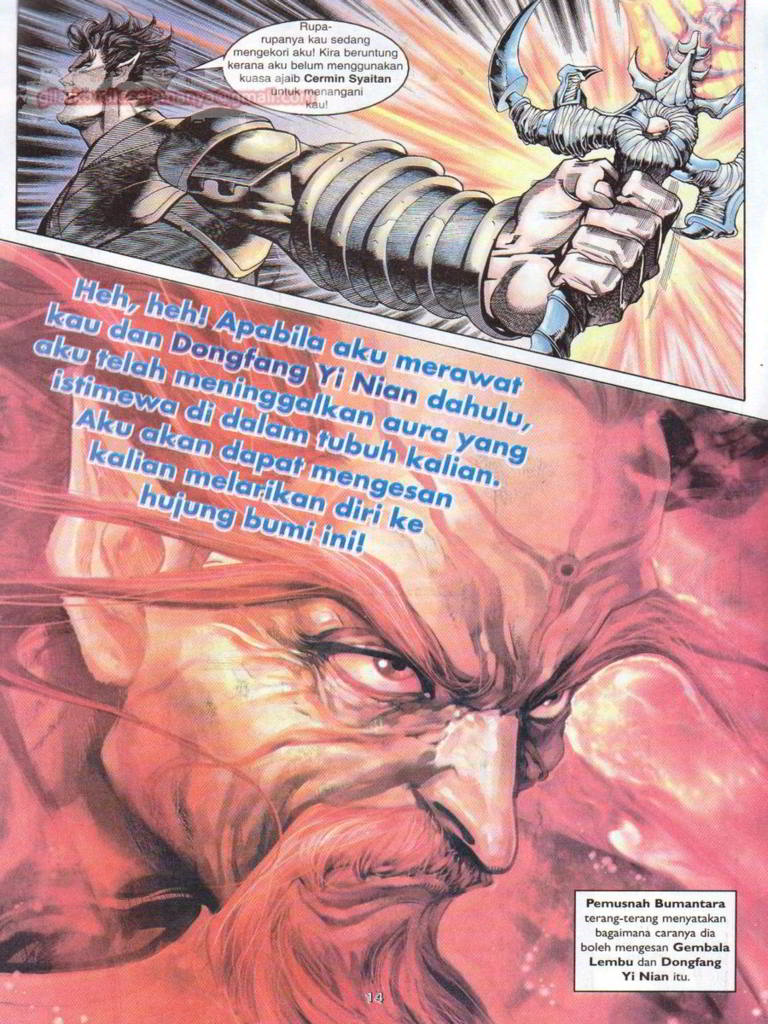 Rupa-
rupanya kau sedang
mengekori aku! Kira beruntung
kerana aku belum menggunakan
kuasa ajaib Cermin Syaitan
untuk menangani
kau!
Heh, heh! Apabila aku merawat
kau dan Dongfang Yi Nian dahulu,
aku telah meninggalkan aura yang
istimewa di dalam tubuh kalian.
Aku akan dapat mengesan
kalian melarikan diri ke
hujung bumi ini!
Pemusnah Bumantara
terang-terang menyatakan
bagaimana caranya dia
boleh mengesan Gembala
Lembu dan Dongfang
Yi Nian itu.
14